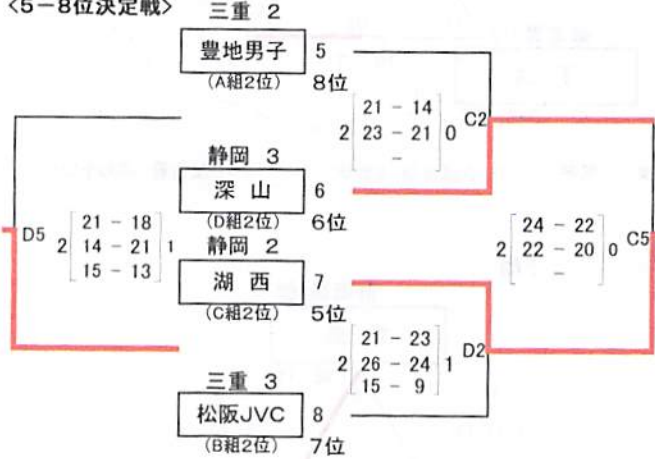 <5－8位決定戦>
三重 2
豊地男子 5
(A組2位) 8位
21 － 14
2 23 － 21 0 C2
－
静岡 3
深 山 6
(D組2位) 6位
D5
21 － 18
2 14 － 21 1
15 － 13
静岡 2
湖 西 7
(C組2位) 5位
24 － 22
2 22 － 20 0 C5
－
21 － 23
2 26 － 24 1 D2
15 － 9
三重 3
松阪JVC 8
(B組2位) 7位